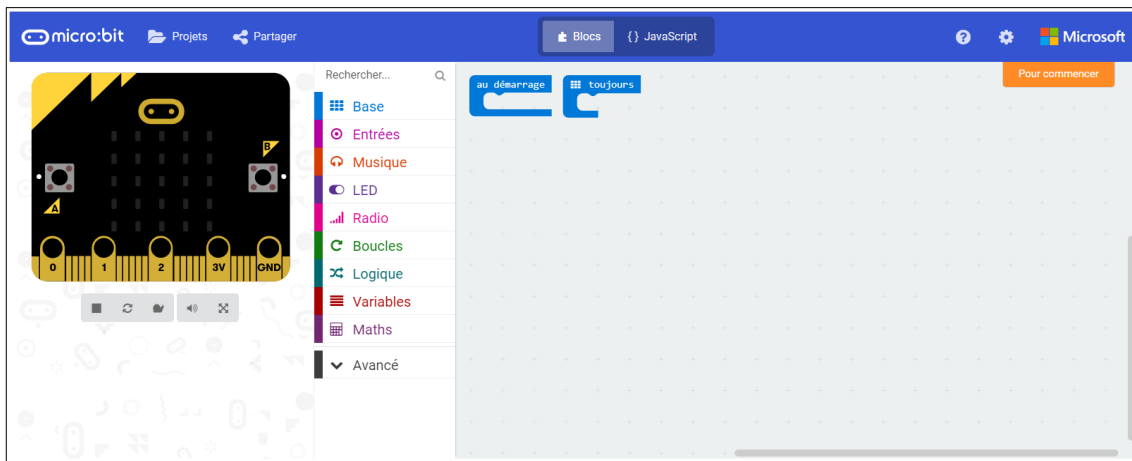 micro:bit Projets Partager Blocs {} JavaScript Microsoft
Rechercher...
Base
Entrées
Musique
LED
Radio
Boucles
Logique
Variables
Maths
Avancé
au démarrage toujours
Pour commencer
B
A
0 1 2 3V GND